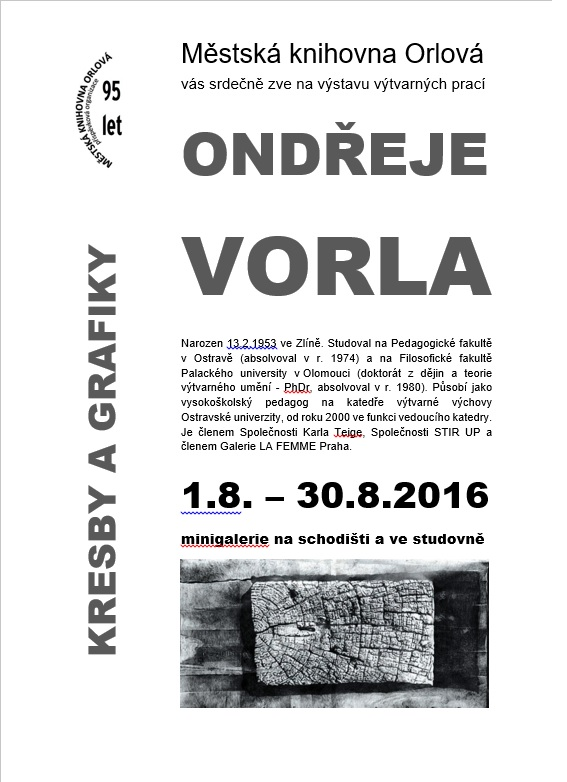 Městská knihovna Orlová
vás srdečně zve na výstavu výtvarných prací
MĚSTSKÁ KNIHOVNA ORLOVÁ
příspěvková organizace
95
let
ONDŘEJE
VORLA
KRESBY A GRAFIKY
Narozen 13.2.1953 ve Zlíně. Studoval na Pedagogické fakultě
v Ostravě (absolvoval v r. 1974) a na Filosofické fakultě
Palackého university v Olomouci (doktorát z dějin a teorie
výtvarného umění - PhDr. absolvoval v r. 1980). Působí jako
vysokoškolský pedagog na katedře výtvarné výchovy
Ostravské univerzity, od roku 2000 ve funkci vedoucího katedry.
Je členem Společnosti Karla Teige, Společnosti STIR UP a
členem Galerie LA FEMME Praha.
1.8. – 30.8.2016
minigalerie na schodišti a ve studovně